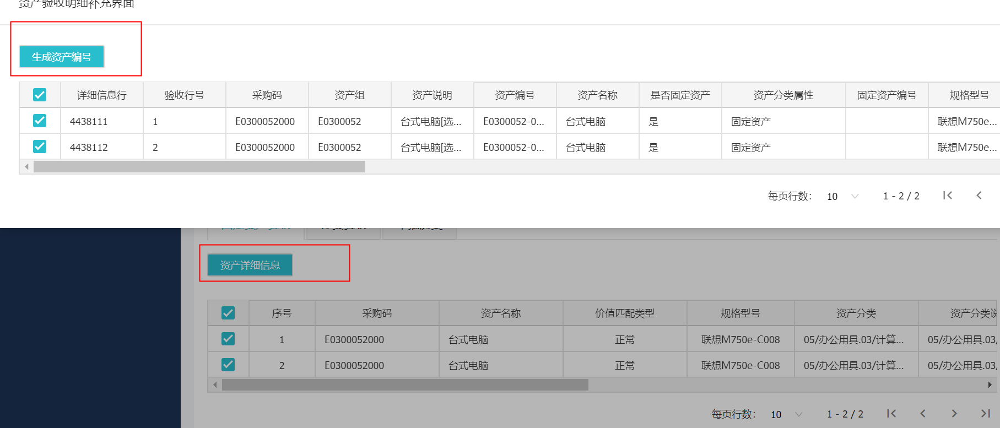 资产验收明细补充界面
生成资产编号
详细信息行 验收行号 采购码 资产组 资产说明 资产编号 资产名称 是否固定资产 资产分类属性 固定资产编号 规格型号
4438111 1 E0300052000 E0300052 台式电脑[选... E0300052-0... 台式电脑 是 固定资产 联想M750e...
4438112 2 E0300052000 E0300052 台式电脑[选... E0300052-0... 台式电脑 是 固定资产 联想M750e...
每页行数： 10 1 - 2 / 2
资产详细信息
序号 采购码 资产名称 价值匹配类型 规格型号 资产分类 资产分类说
1 E0300052000 台式电脑 正常 联想M750e-C008 05/办公用具.03/计算... 05/办公用具.03/
2 E0300052000 台式电脑 正常 联想M750e-C008 05/办公用具.03/计算... 05/办公用具.03/
每页行数： 10 1 - 2 / 2